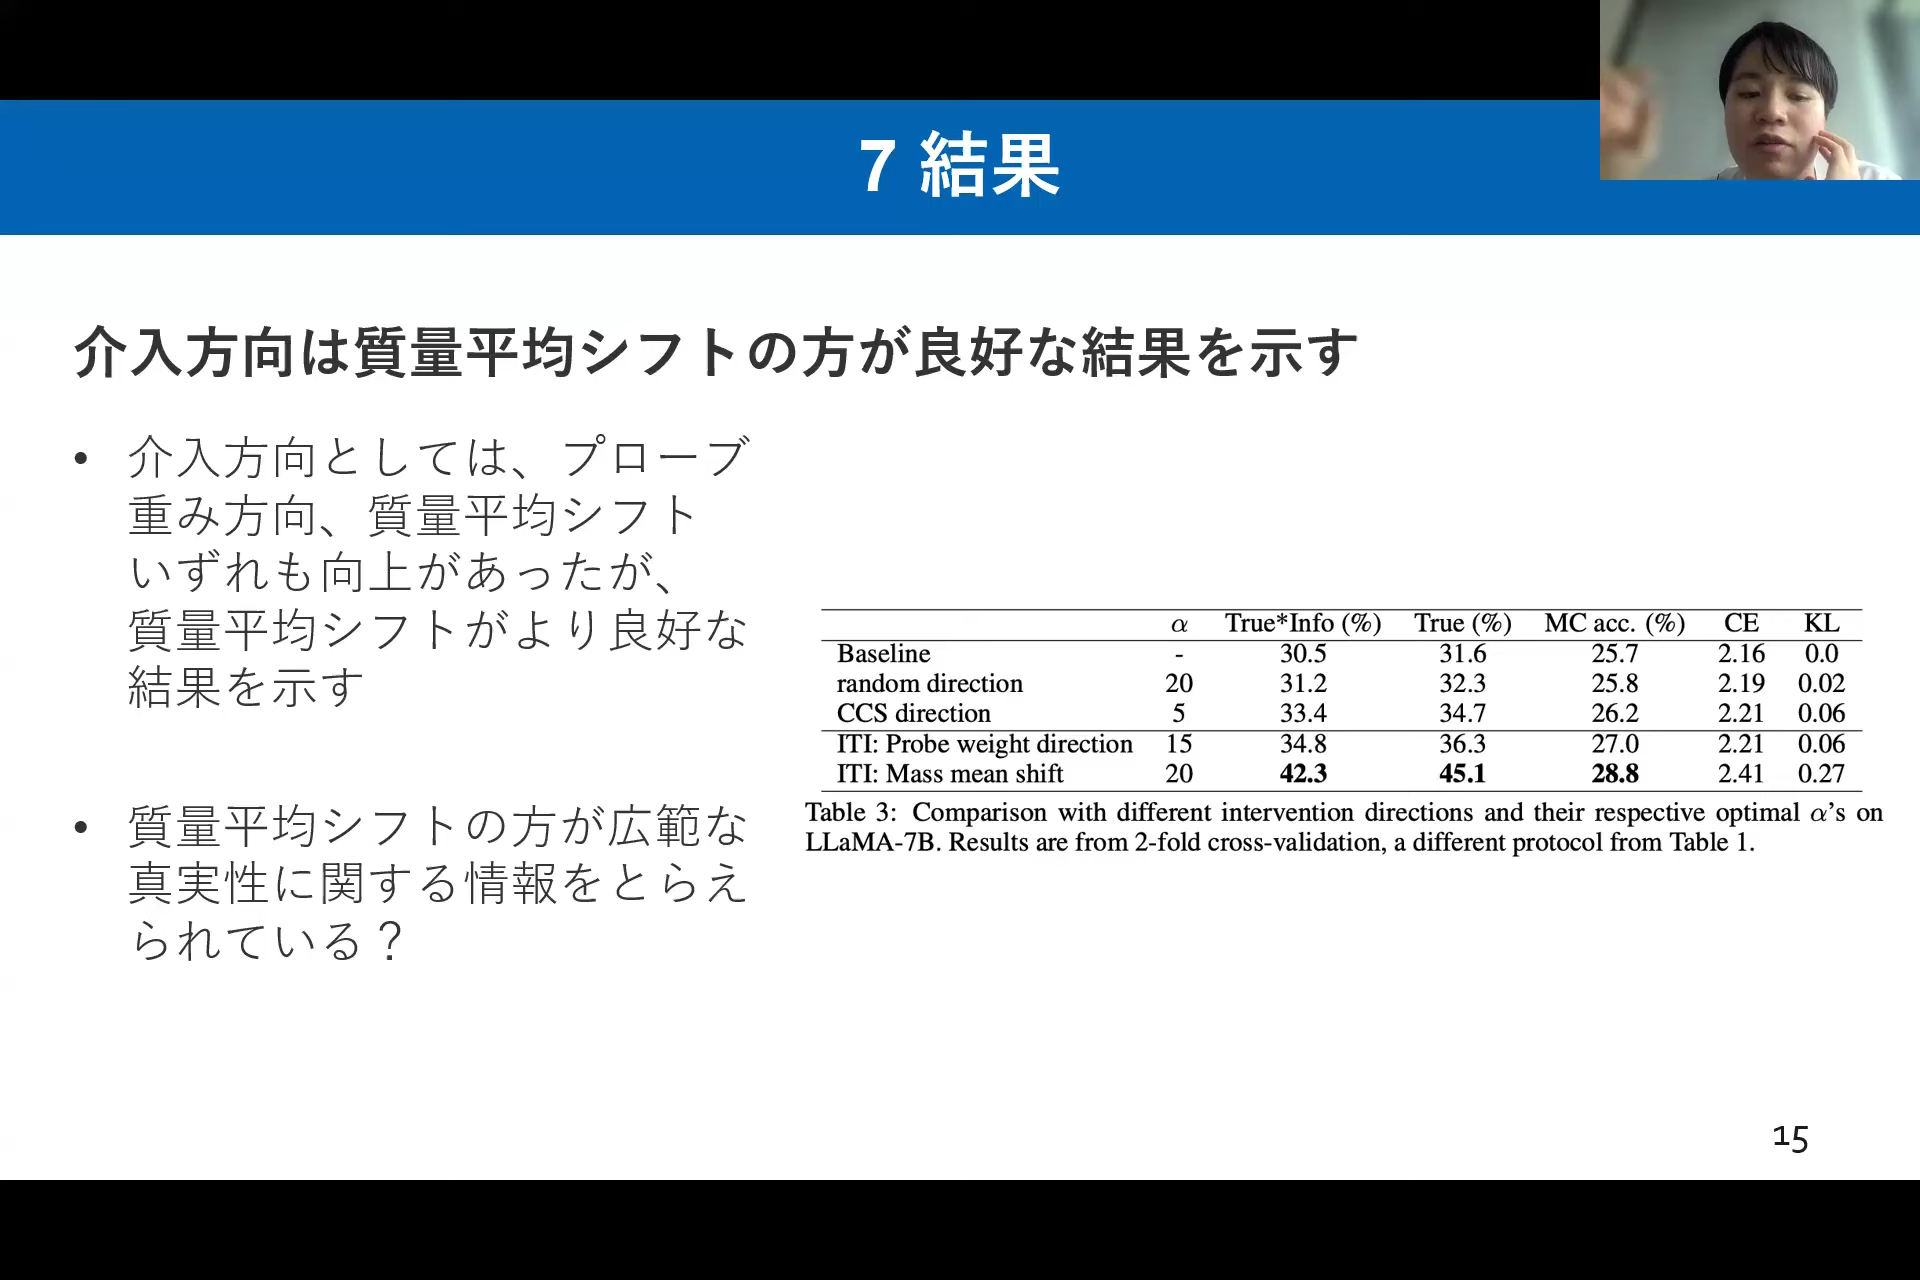 7 結果
介入方向は質量平均シフトの方が良好な結果を示す
• 介入方向としては、プローブ
重み方向、質量平均シフト
いずれも向上があったが、
質量平均シフトがより良好な
結果を示す
• 質量平均シフトの方が広範な
真実性に関する情報をとらえ
られている？
α True*Info (%) True (%) MC acc. (%) CE KL
Baseline - 30.5 31.6 25.7 2.16 0.0
random direction 20 31.2 32.3 25.8 2.19 0.02
CCS direction 5 33.4 34.7 26.2 2.21 0.06
ITI: Probe weight direction 15 34.8 36.3 27.0 2.21 0.06
ITI: Mass mean shift 20 42.3 45.1 28.8 2.41 0.27
Table 3: Comparison with different intervention directions and their respective optimal α’s on
LLaMA-7B. Results are from 2-fold cross-validation, a different protocol from Table 1.
15